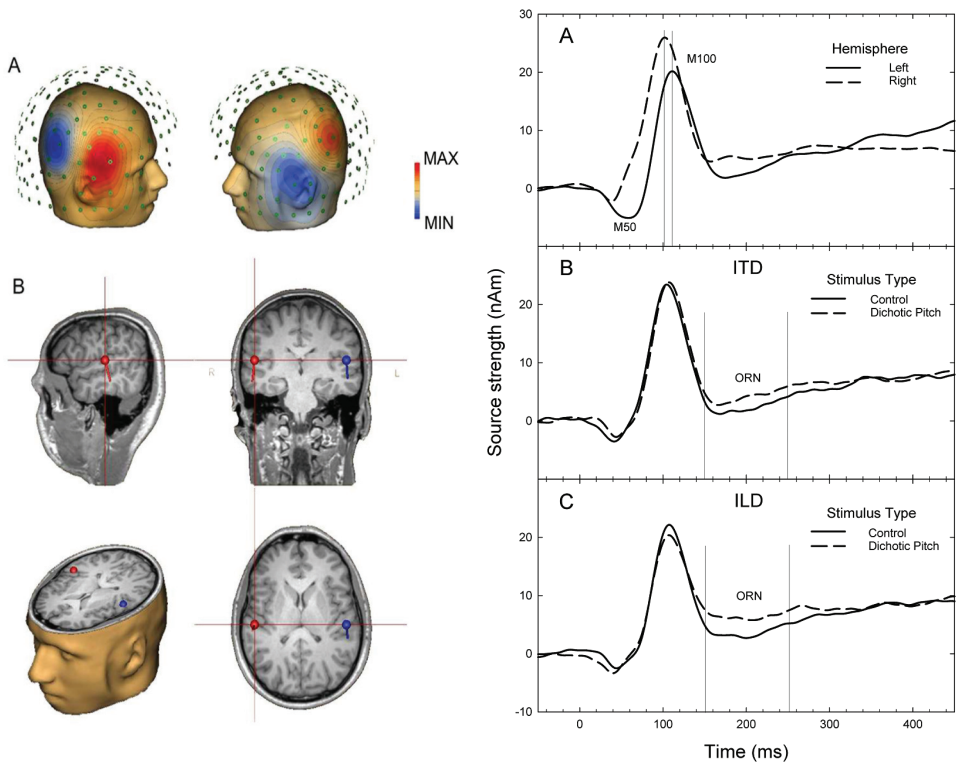 A
MAX
MIN
B
R
L
Source strength (nAm)
30
20
10
0
A
M100
M50
Hemisphere
Left
Right
20
10
0
B
ITD
ORN
Stimulus Type
Control
Dichotic Pitch
20
10
0
-10
C
ILD
ORN
Stimulus Type
Control
Dichotic Pitch
0
100
200
300
400
Time (ms)